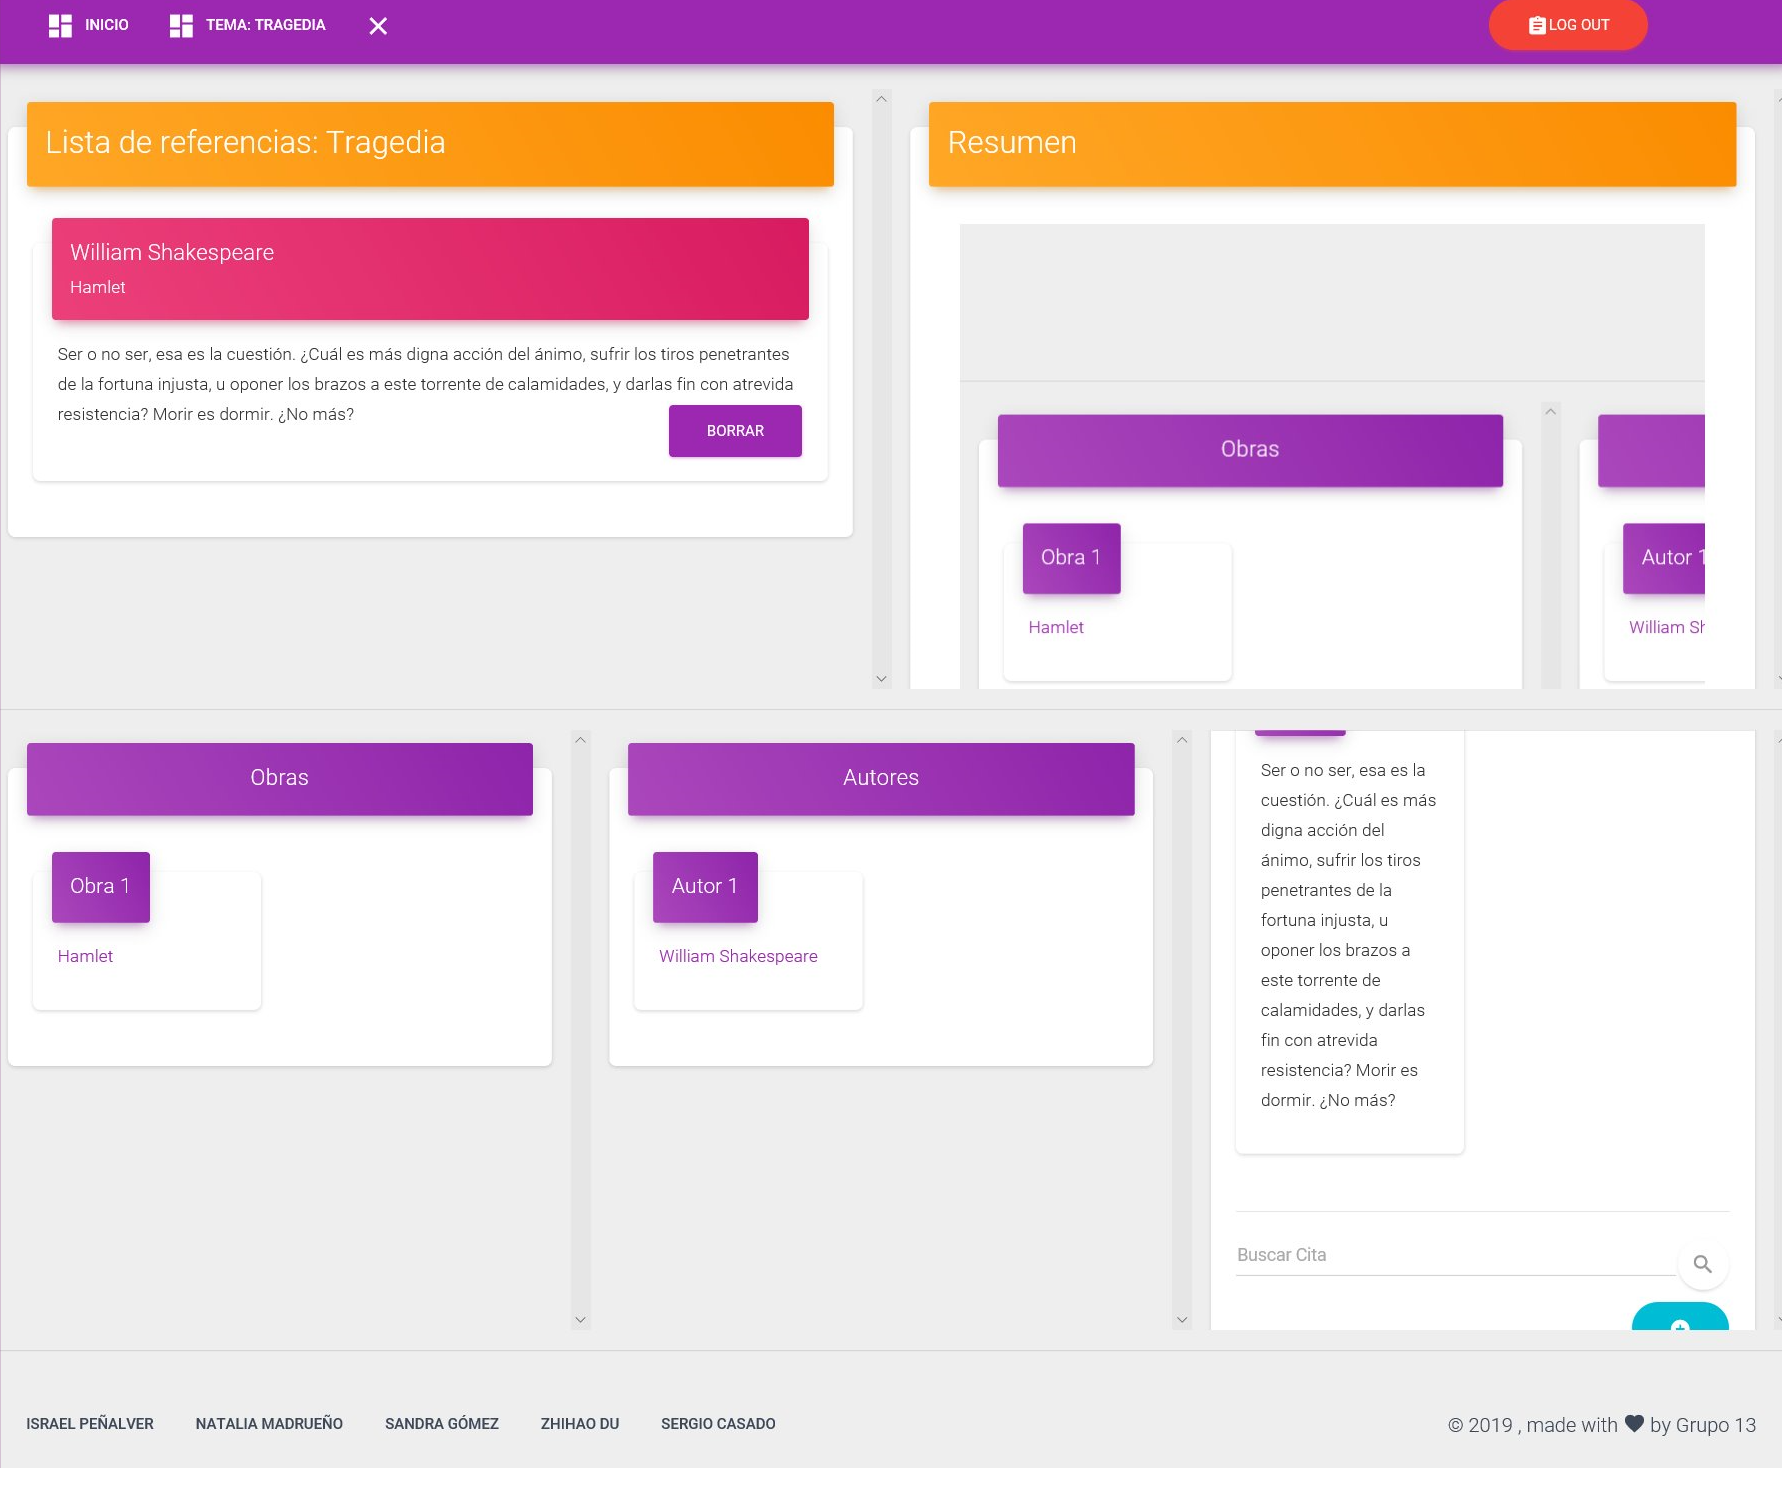 INICIO
TEMA: TRAGEDIA
LOG OUT
Lista de referencias: Tragedia
William Shakespeare
Hamlet
Ser o no ser, esa es la cuestión. ¿Cuál es más digna acción del ánimo, sufrir los tiros penetrantes
de la fortuna injusta, u oponer los brazos a este torrente de calamidades, y darlas fin con atrevida
resistencia? Morir es dormir. ¿No más?
BORRAR
Resumen
Obras
Obra 1
Hamlet
Autor 1
William Sh
Obras
Obra 1
Hamlet
Autores
Autor 1
William Shakespeare
Ser o no ser, esa es la
cuestión. ¿Cuál es más
digna acción del
ánimo, sufrir los tiros
penetrantes de la
fortuna injusta, u
oponer los brazos a
este torrente de
calamidades, y darlas
fin con atrevida
resistencia? Morir es
dormir. ¿No más?
Buscar Cita
ISRAEL PEÑALVER NATALIA MADRUEÑO SANDRA GÓMEZ ZHIHAO DU SERGIO CASADO
© 2019 , made with ♥ by Grupo 13